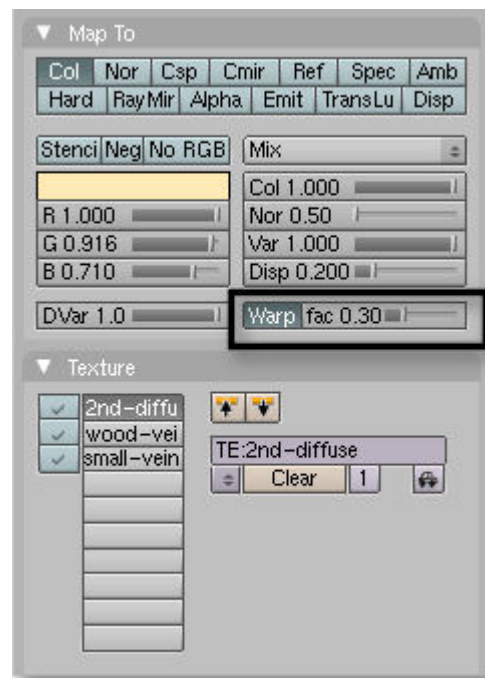 Map To
Col Nor Csp Cmir Ref Spec Amb
Hard RayMir Alpha Emit TransLu Disp
Stenci Neg No RGB Mix
Col 1.000
R 1.000 Nor 0.50
G 0.916 Var 1.000
B 0.710 Disp 0.200
DVar 1.0 Warp fac 0.30
Texture
2nd-diffu
wood-vei
small-vein
TE:2nd-diffuse
Clear 1